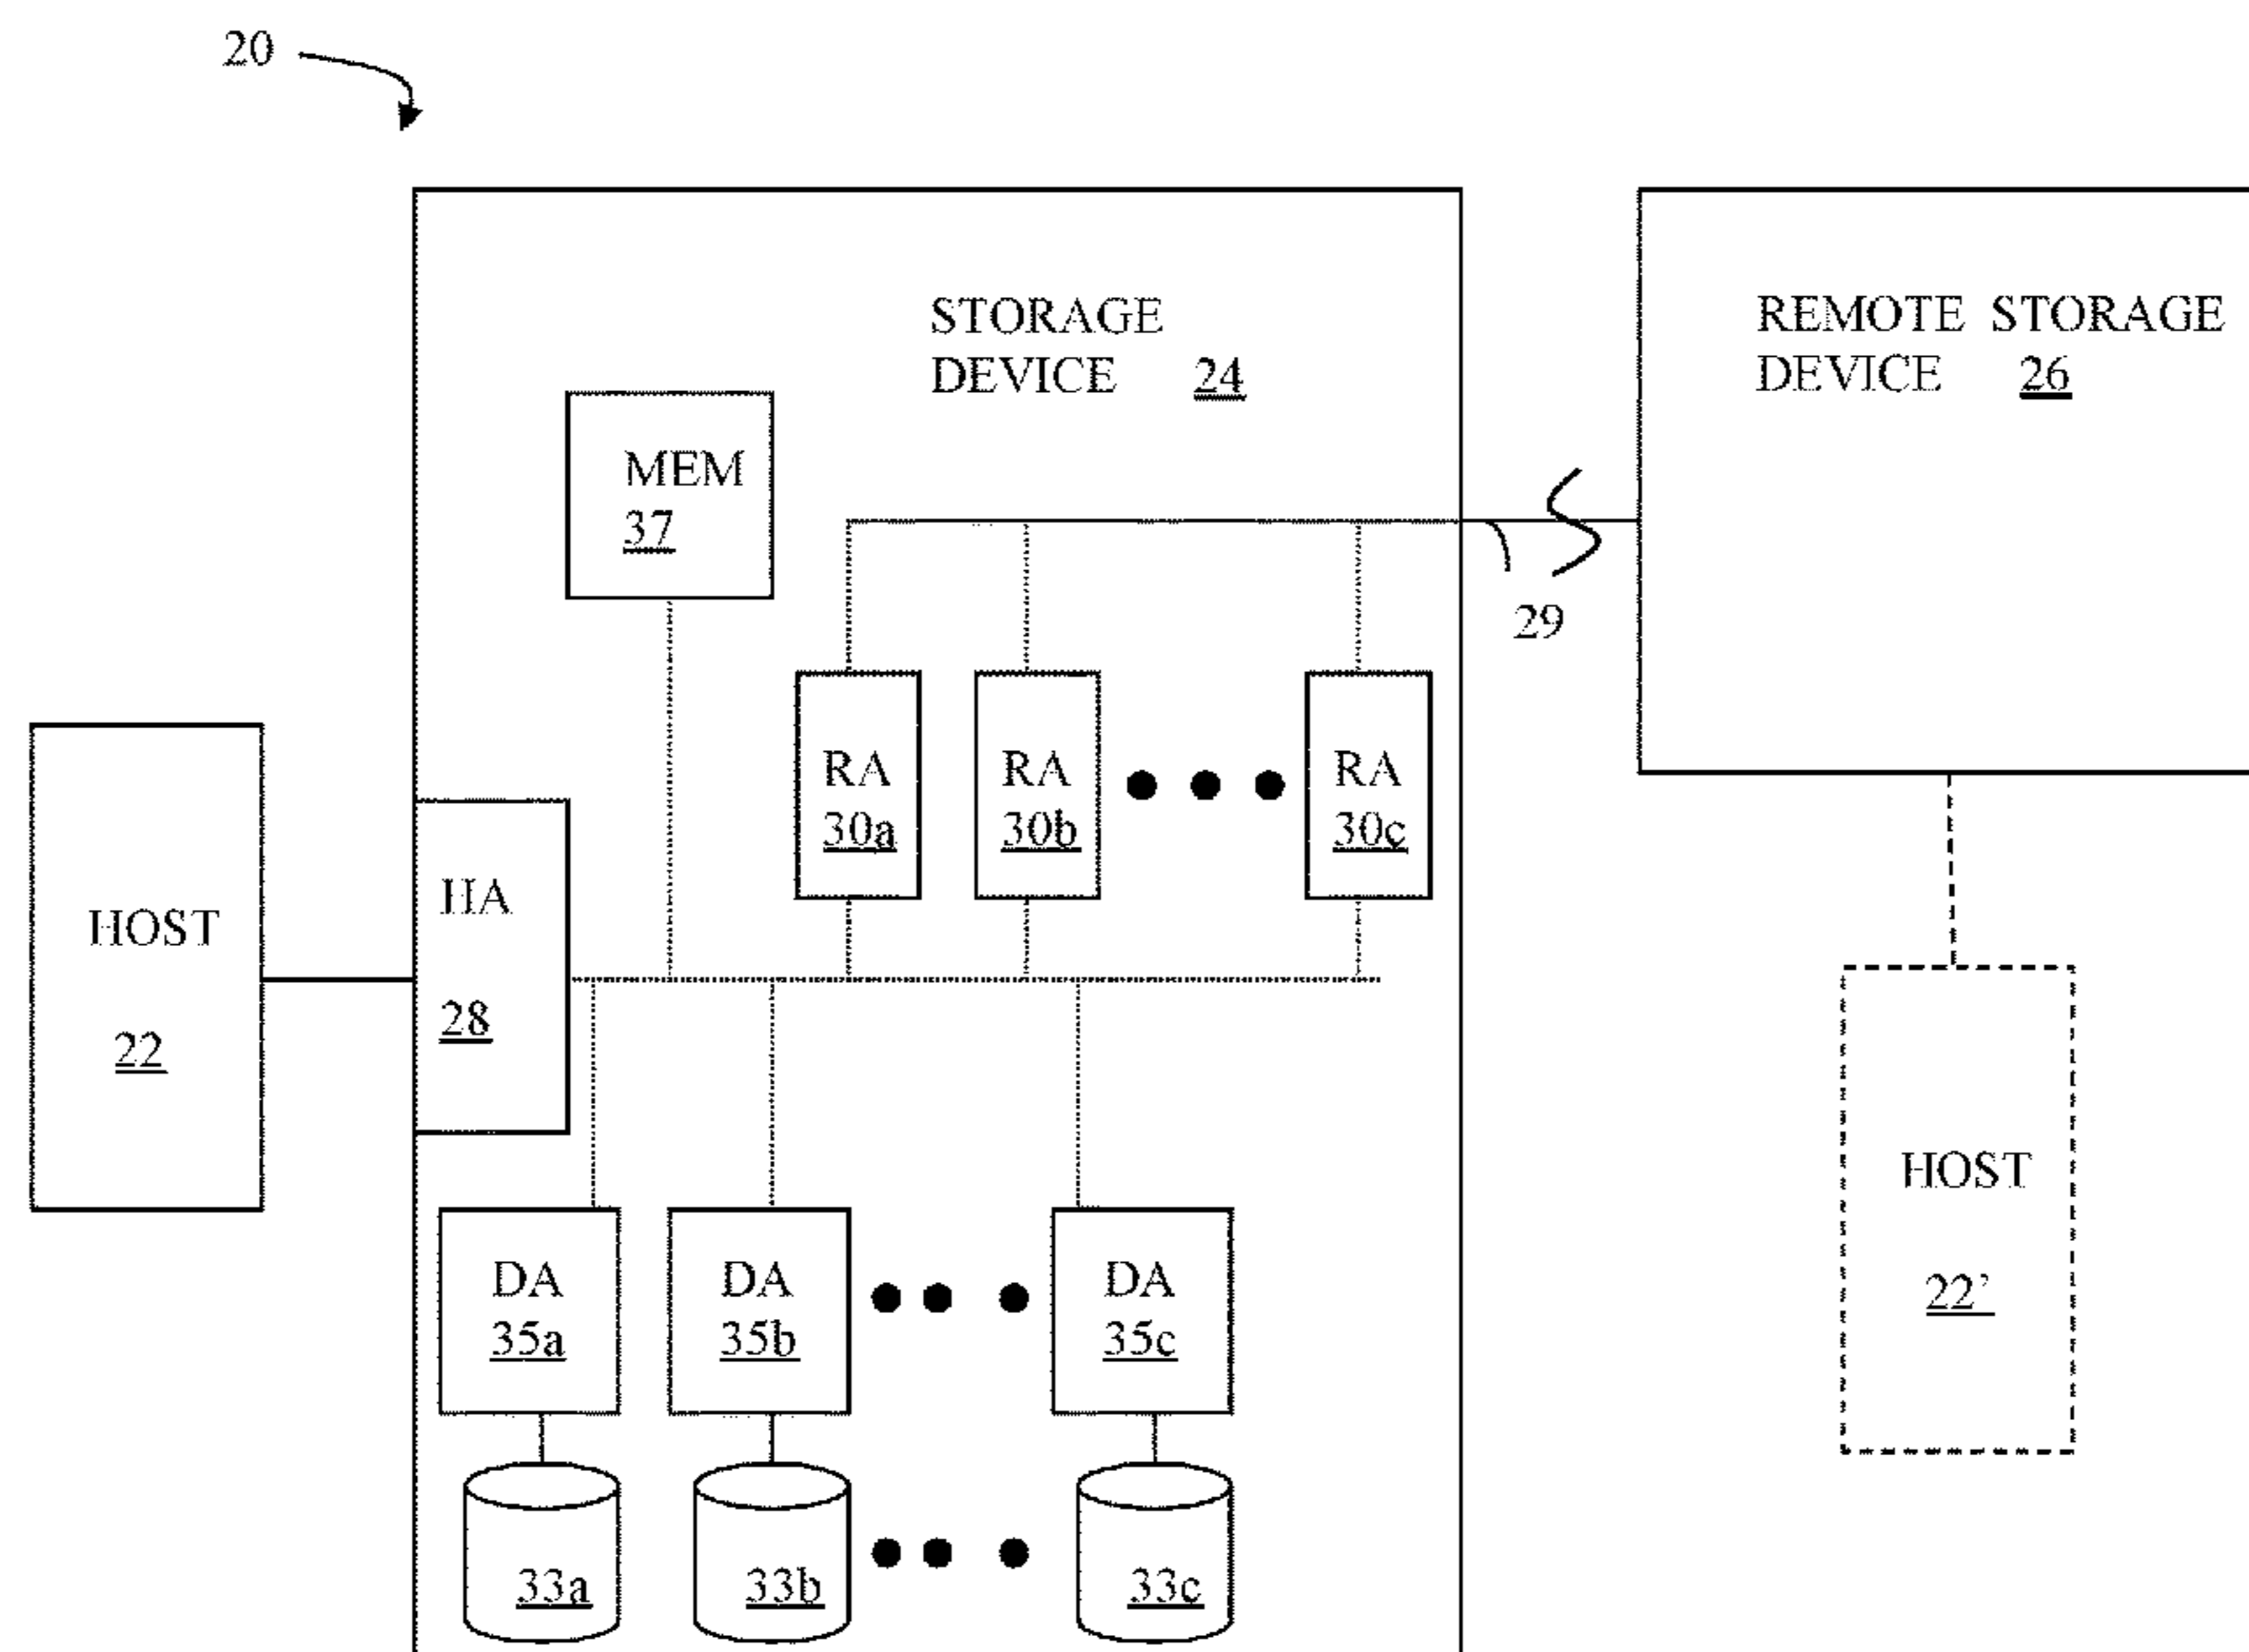 20
STORAGE
DEVICE 24
REMOTE STORAGE
DEVICE 26
MEM
37
29
RA
30a
RA
30b
RA
30c
HA
28
HOST
22
HOST
22’
DA
35a
DA
35b
DA
35c
33a
33b
33c